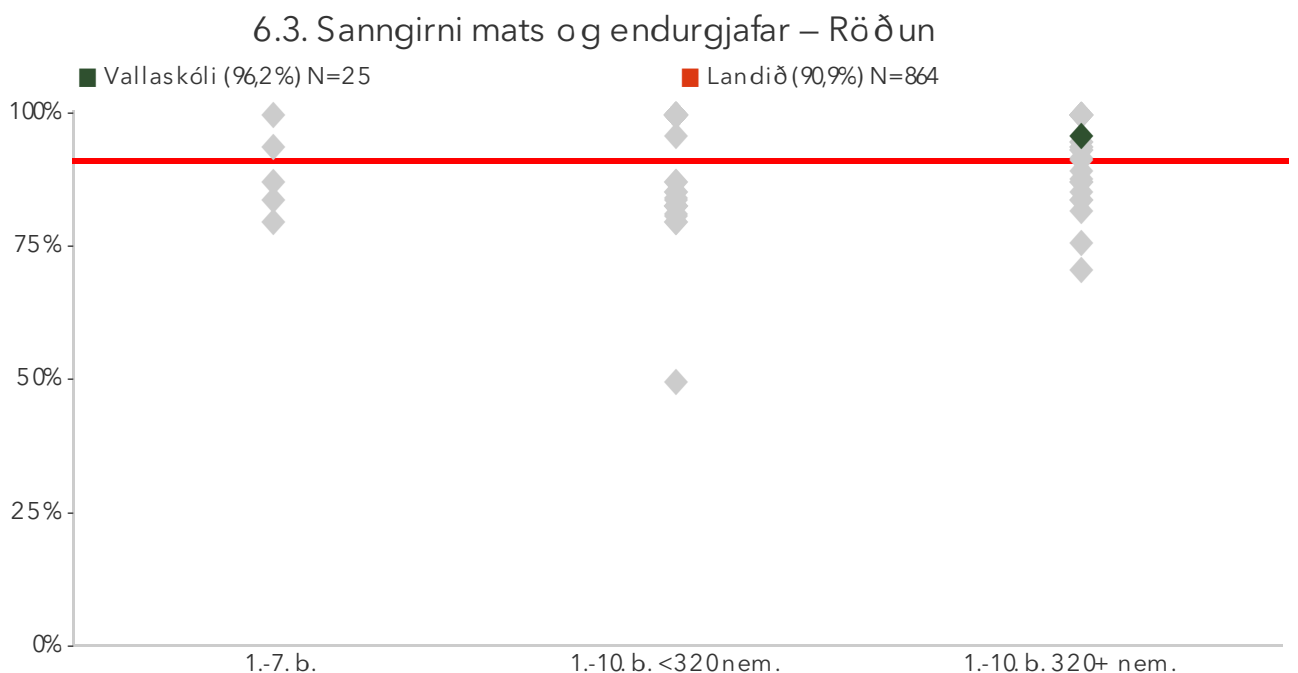 6.3. Sanngirni mats og endurgjafar – Röðun
Vallaskóli (96,2%) N=25
Landið (90,9%) N=864
100%
75%
50%
25%
0%
1.-7. b.
1.-10. b. <320 nem.
1.-10. b. 320+ nem.